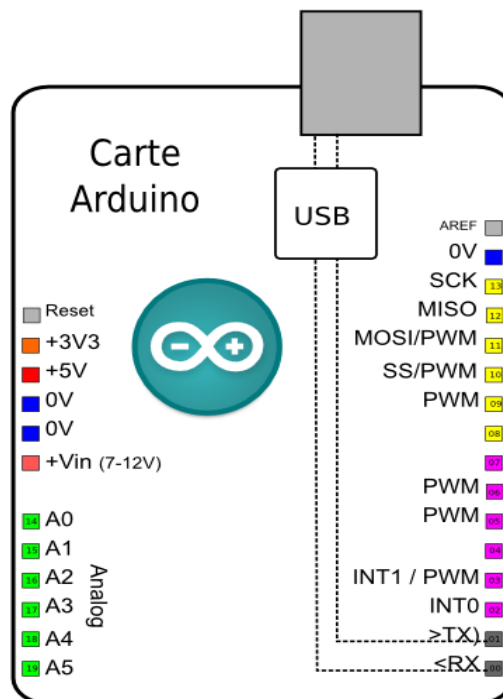 Carte
Arduino
USB
AREF
0V
SCK 13
MISO 12
MOSI/PWM 11
SS/PWM 10
PWM 09
08
07
PWM 06
PWM 05
04
INT1 / PWM 03
INT0 02
>TX) 01
<RX 00
Reset
+3V3
+5V
0V
0V
+Vin (7-12V)
14 A0
15 A1
16 A2
17 A3
18 A4
19 A5
Analog